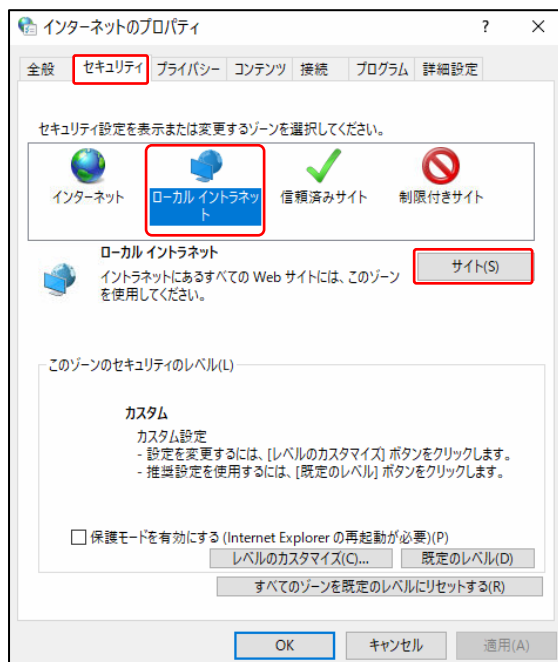 インターネットのプロパティ
? ×
全般 セキュリティ プライバシー コンテンツ 接続 プログラム 詳細設定
セキュリティ設定を表示または変更するゾーンを選択してください。
インターネット ローカル イントラネッ 信頼済みサイト 制限付きサイト
ト
ローカル イントラネット
サイト(S)
イントラネットにあるすべての Web サイトには、このゾーン
を使用してください。
このゾーンのセキュリティのレベル(L)
カスタム
カスタム設定
- 設定を変更するには、[レベルのカスタマイズ] ボタンをクリックします。
- 推奨設定を使用するには、[既定のレベル] ボタンをクリックします。
保護モードを有効にする (Internet Explorer の再起動が必要)(P)
レベルのカスタマイズ(C)... 既定のレベル(D)
すべてのゾーンを既定のレベルにリセットする(R)
OK キャンセル 適用(A)